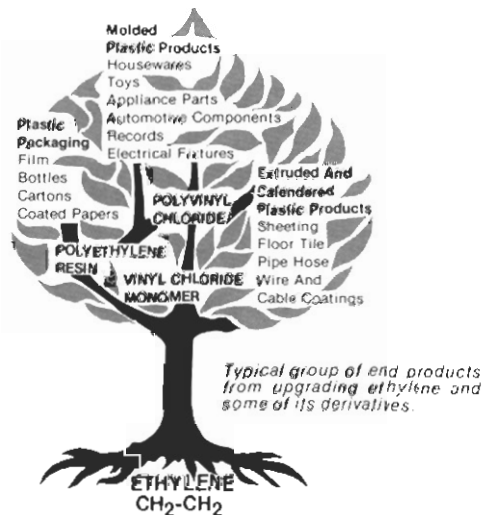 Molded
Plastic Products
Housewares
Toys
Appliance Parts
Automotive Components
Records
Electrical Fixtures
Plastic
Packaging
Film
Bottles
Cartons
Coated Papers
Extruded And
Calendered
Plastic Products
Sheeting
Floor Tile
Pipe Hose
Wire And
Cable Coatings
POLYVINYL
CHLORIDE
POLYETHYLENE
RESIN
VINYL CHLORIDE
MONOMER
Typical group of end products
from upgrading ethylene and
some of its derivatives.
ETHYLENE
CH₂-CH₂